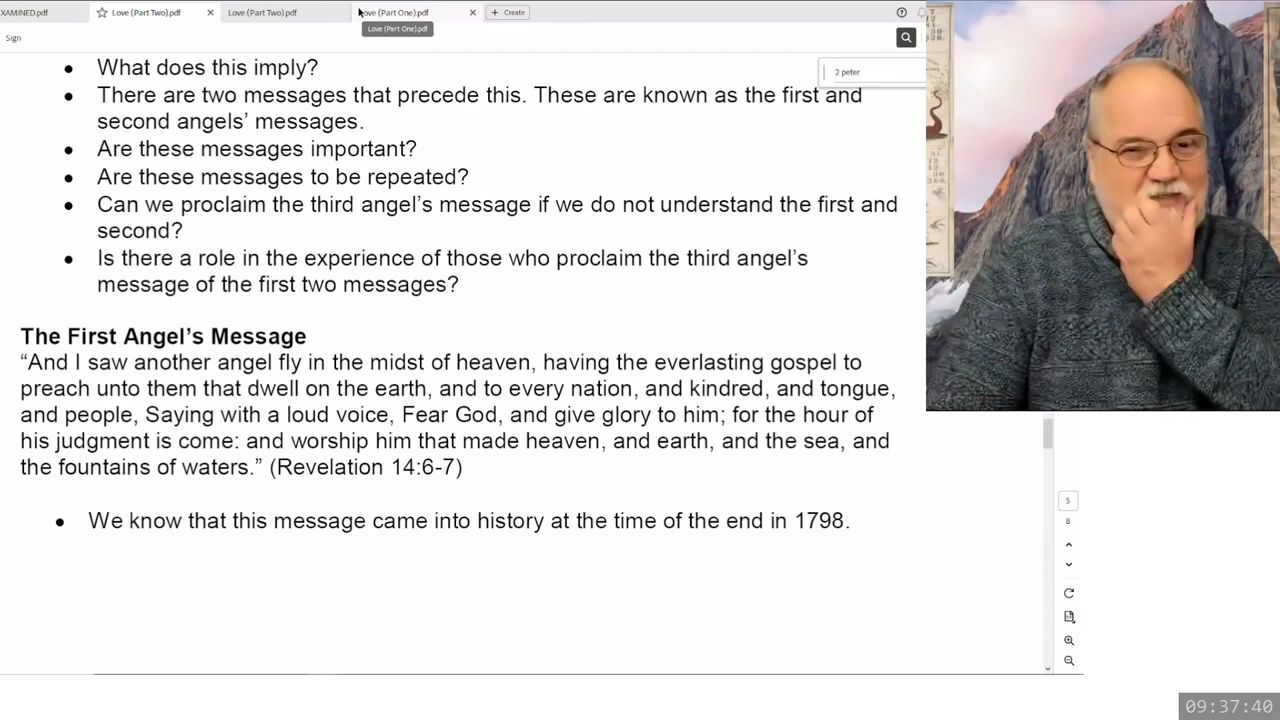 XAMINED.pdf
Love (Part Two).pdf
Love (Part Two).pdf
Love (Part One).pdf
Create
Love (Part One).pdf
Sign
2 peter
• What does this imply?
• There are two messages that precede this. These are known as the first and
second angels’ messages.
• Are these messages important?
• Are these messages to be repeated?
• Can we proclaim the third angel’s message if we do not understand the first and
second?
• Is there a role in the experience of those who proclaim the third angel’s
message of the first two messages?
The First Angel’s Message
“And I saw another angel fly in the midst of heaven, having the everlasting gospel to
preach unto them that dwell on the earth, and to every nation, and kindred, and tongue,
and people, Saying with a loud voice, Fear God, and give glory to him; for the hour of
his judgment is come: and worship him that made heaven, and earth, and the sea, and
the fountains of waters.” (Revelation 14:6-7)
• We know that this message came into history at the time of the end in 1798.
5
8
09:37:40